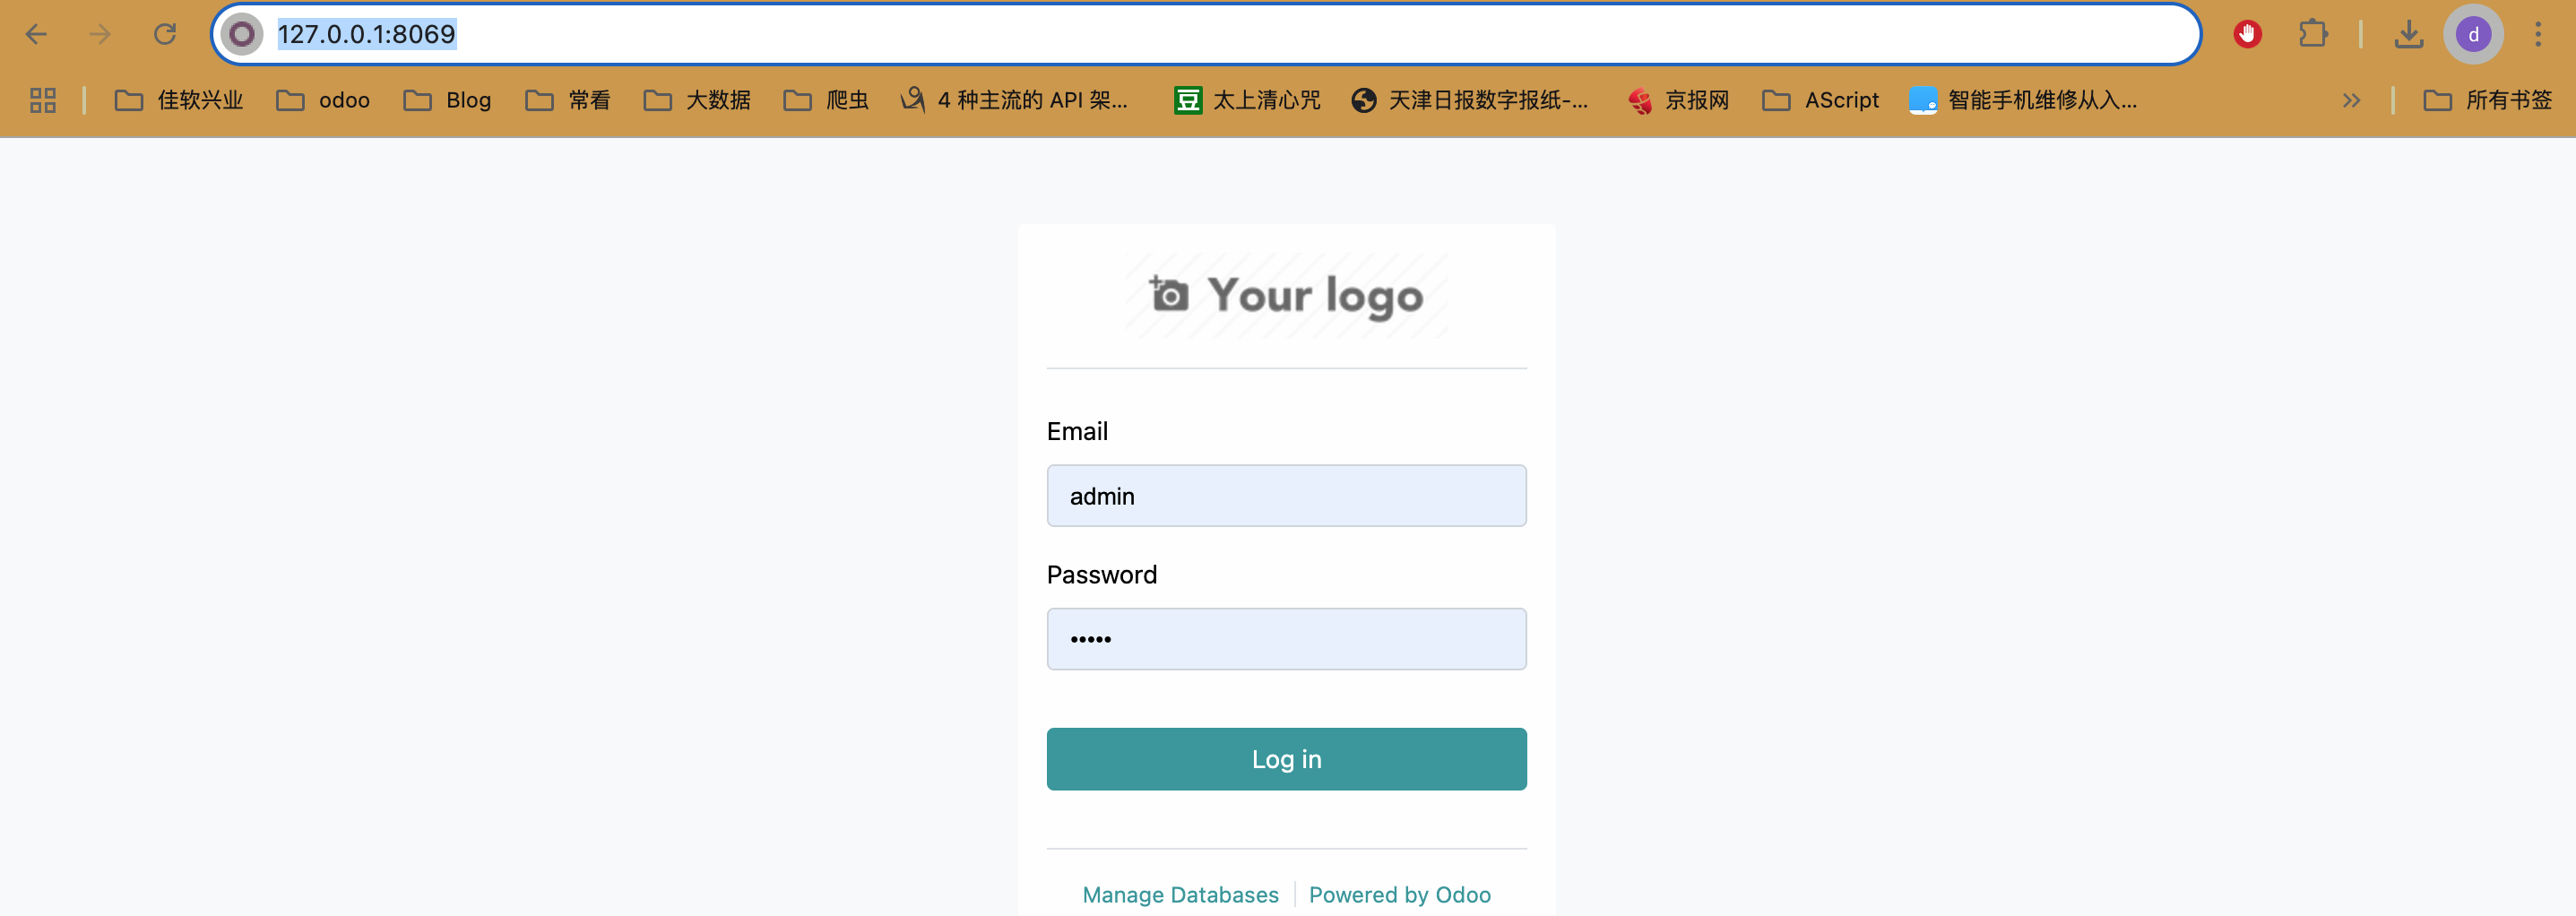 127.0.0.1:8069
d
佳软兴业 odoo Blog 常看 大数据 爬虫 4 种主流的 API 架... 豆 太上清心咒 天津日报数字报纸-... 京报网 AScript 智能手机维修从入... 所有书签
Your logo
Email
admin
Password
Log in
Manage Databases Powered by Odoo